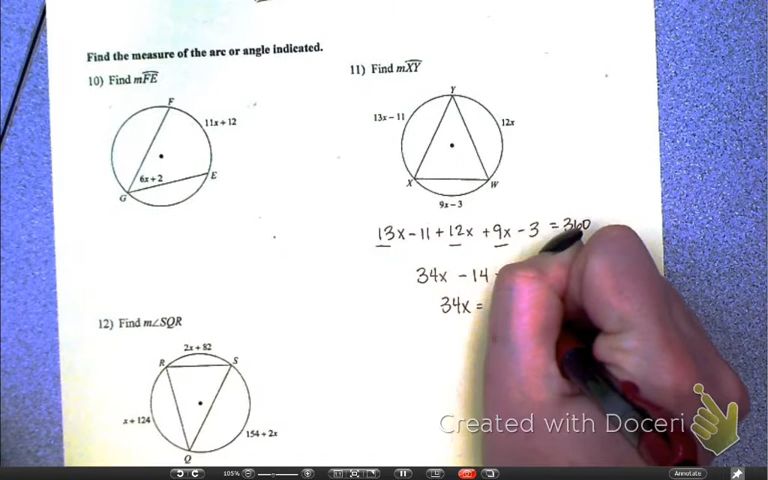 Find the measure of the arc or angle indicated.
10) Find mFE
11) Find mXY
F
11x + 12
6x + 2
G
E
Y
13x − 11
12x
X
W
9x − 3
13x − 11 + 12x + 9x − 3 = 360
34x − 14
34x =
12) Find m∠SQR
2x + 82
R
S
x + 124
154 + 2x
Q
Created with Doceri
105%
Annotate